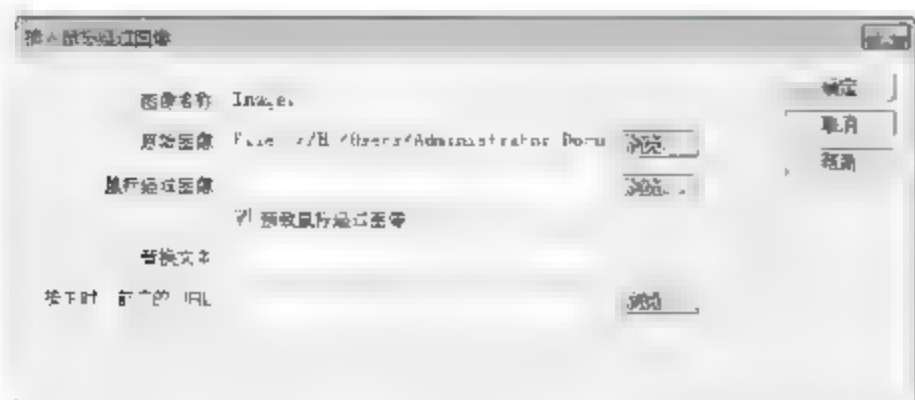 插入鼠标经过图像
图像名称
原始图像 浏览...
鼠标经过图像 浏览...
预载鼠标经过图像
替换文本
按下时 的 URL 浏览...
确定
取消
帮助